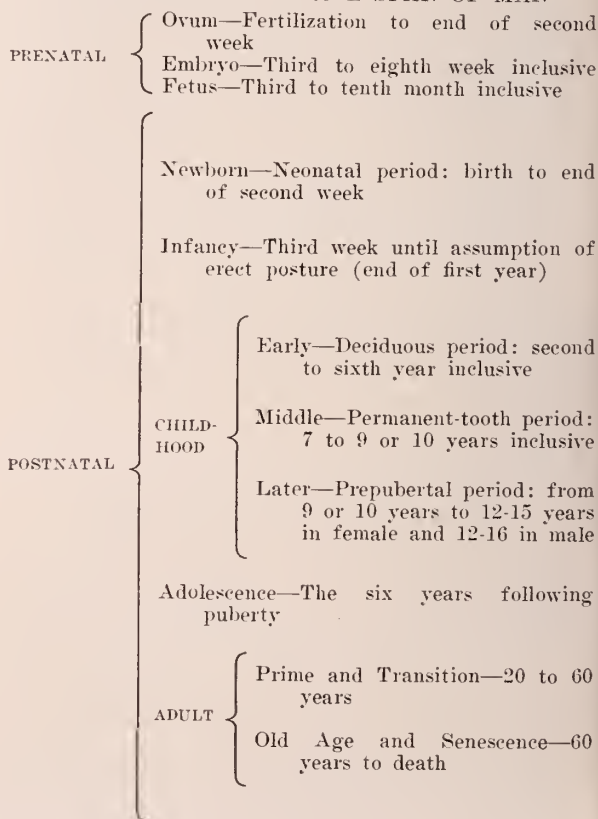 SPAN OF MAN
Ovum—Fertilization to end of second
week
PRENATAL
Embryo—Third to eighth week inclusive
Fetus—Third to tenth month inclusive
Newborn—Neonatal period: birth to end
of second week
Infancy—Third week until assumption of
erect posture (end of first year)
Early—Deciduous period: second
to sixth year inclusive
CHILD-
HOOD
Middle—Permanent-tooth period:
7 to 9 or 10 years inclusive
POSTNATAL
Later—Prepubertal period: from
9 or 10 years to 12-15 years
in female and 12-16 in male
Adolescence—The six years following
puberty
Prime and Transition—20 to 60
years
ADULT
Old Age and Senescence—60
years to death